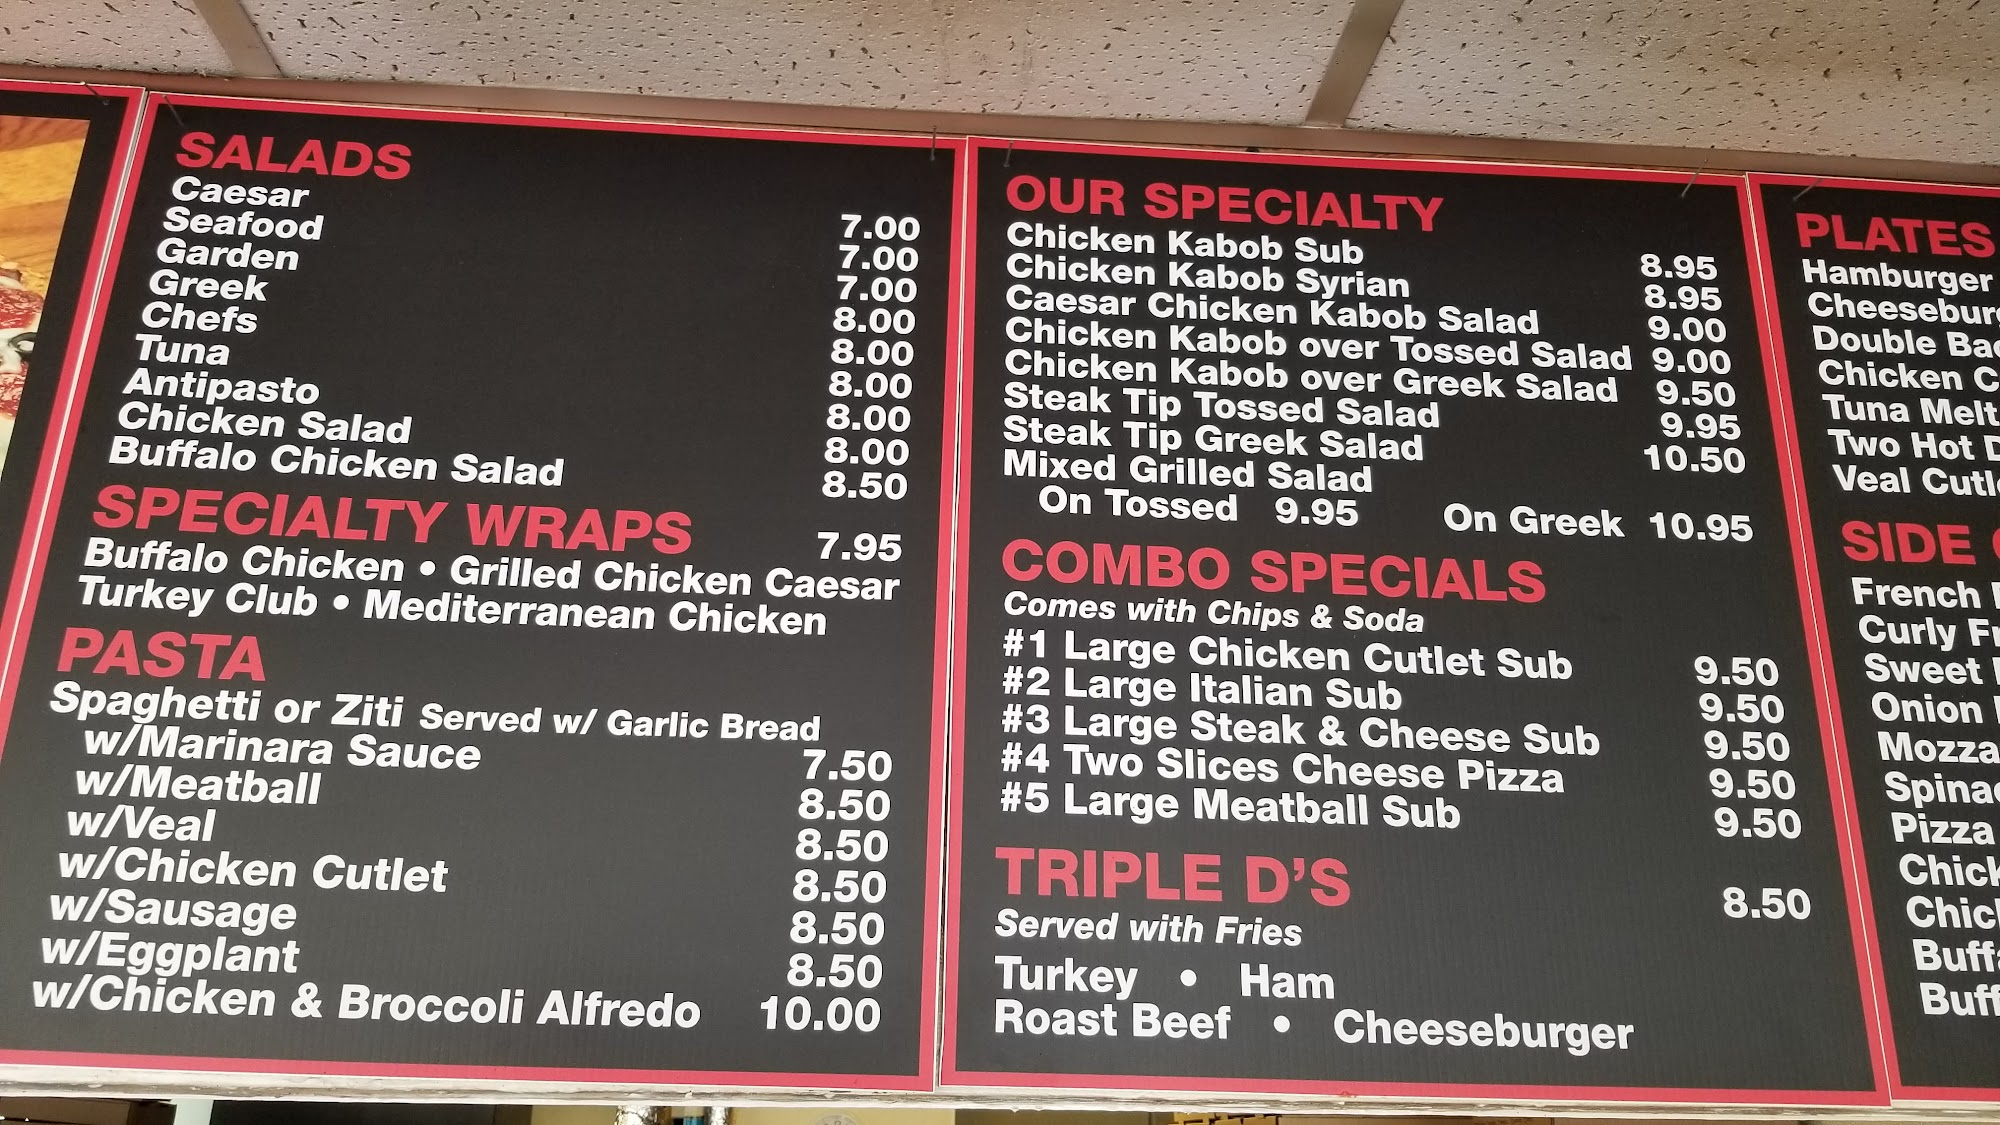 SALADS
Caesar 7.00
Seafood 7.00
Garden 7.00
Greek 8.00
Chefs 8.00
Tuna 8.00
Antipasto 8.00
Chicken Salad 8.00
Buffalo Chicken Salad 8.50
SPECIALTY WRAPS 7.95
Buffalo Chicken • Grilled Chicken Caesar
Turkey Club • Mediterranean Chicken
PASTA
Spaghetti or Ziti Served w/ Garlic Bread
w/Marinara Sauce 7.50
w/Meatball 8.50
w/Veal 8.50
w/Chicken Cutlet 8.50
w/Sausage 8.50
w/Eggplant 8.50
w/Chicken & Broccoli Alfredo 10.00
OUR SPECIALTY
Chicken Kabob Sub 8.95
Chicken Kabob Syrian 8.95
Caesar Chicken Kabob Salad 9.00
Chicken Kabob over Tossed Salad 9.00
Chicken Kabob over Greek Salad 9.50
Steak Tip Tossed Salad 9.95
Steak Tip Greek Salad 10.50
Mixed Grilled Salad
On Tossed 9.95 On Greek 10.95
COMBO SPECIALS
Comes with Chips & Soda
#1 Large Chicken Cutlet Sub 9.50
#2 Large Italian Sub 9.50
#3 Large Steak & Cheese Sub 9.50
#4 Two Slices Cheese Pizza 9.50
#5 Large Meatball Sub 9.50
TRIPLE D'S 8.50
Served with Fries
Turkey • Ham
Roast Beef • Cheeseburger
PLATES
Hamburger
Cheeseburg
Double Bac
Chicken C
Tuna Melt
Two Hot D
Veal Cutl
SIDE
French
Curly Fr
Sweet
Onion
Mozza
Spinac
Pizza
Chick
Chic
Buff
Buff